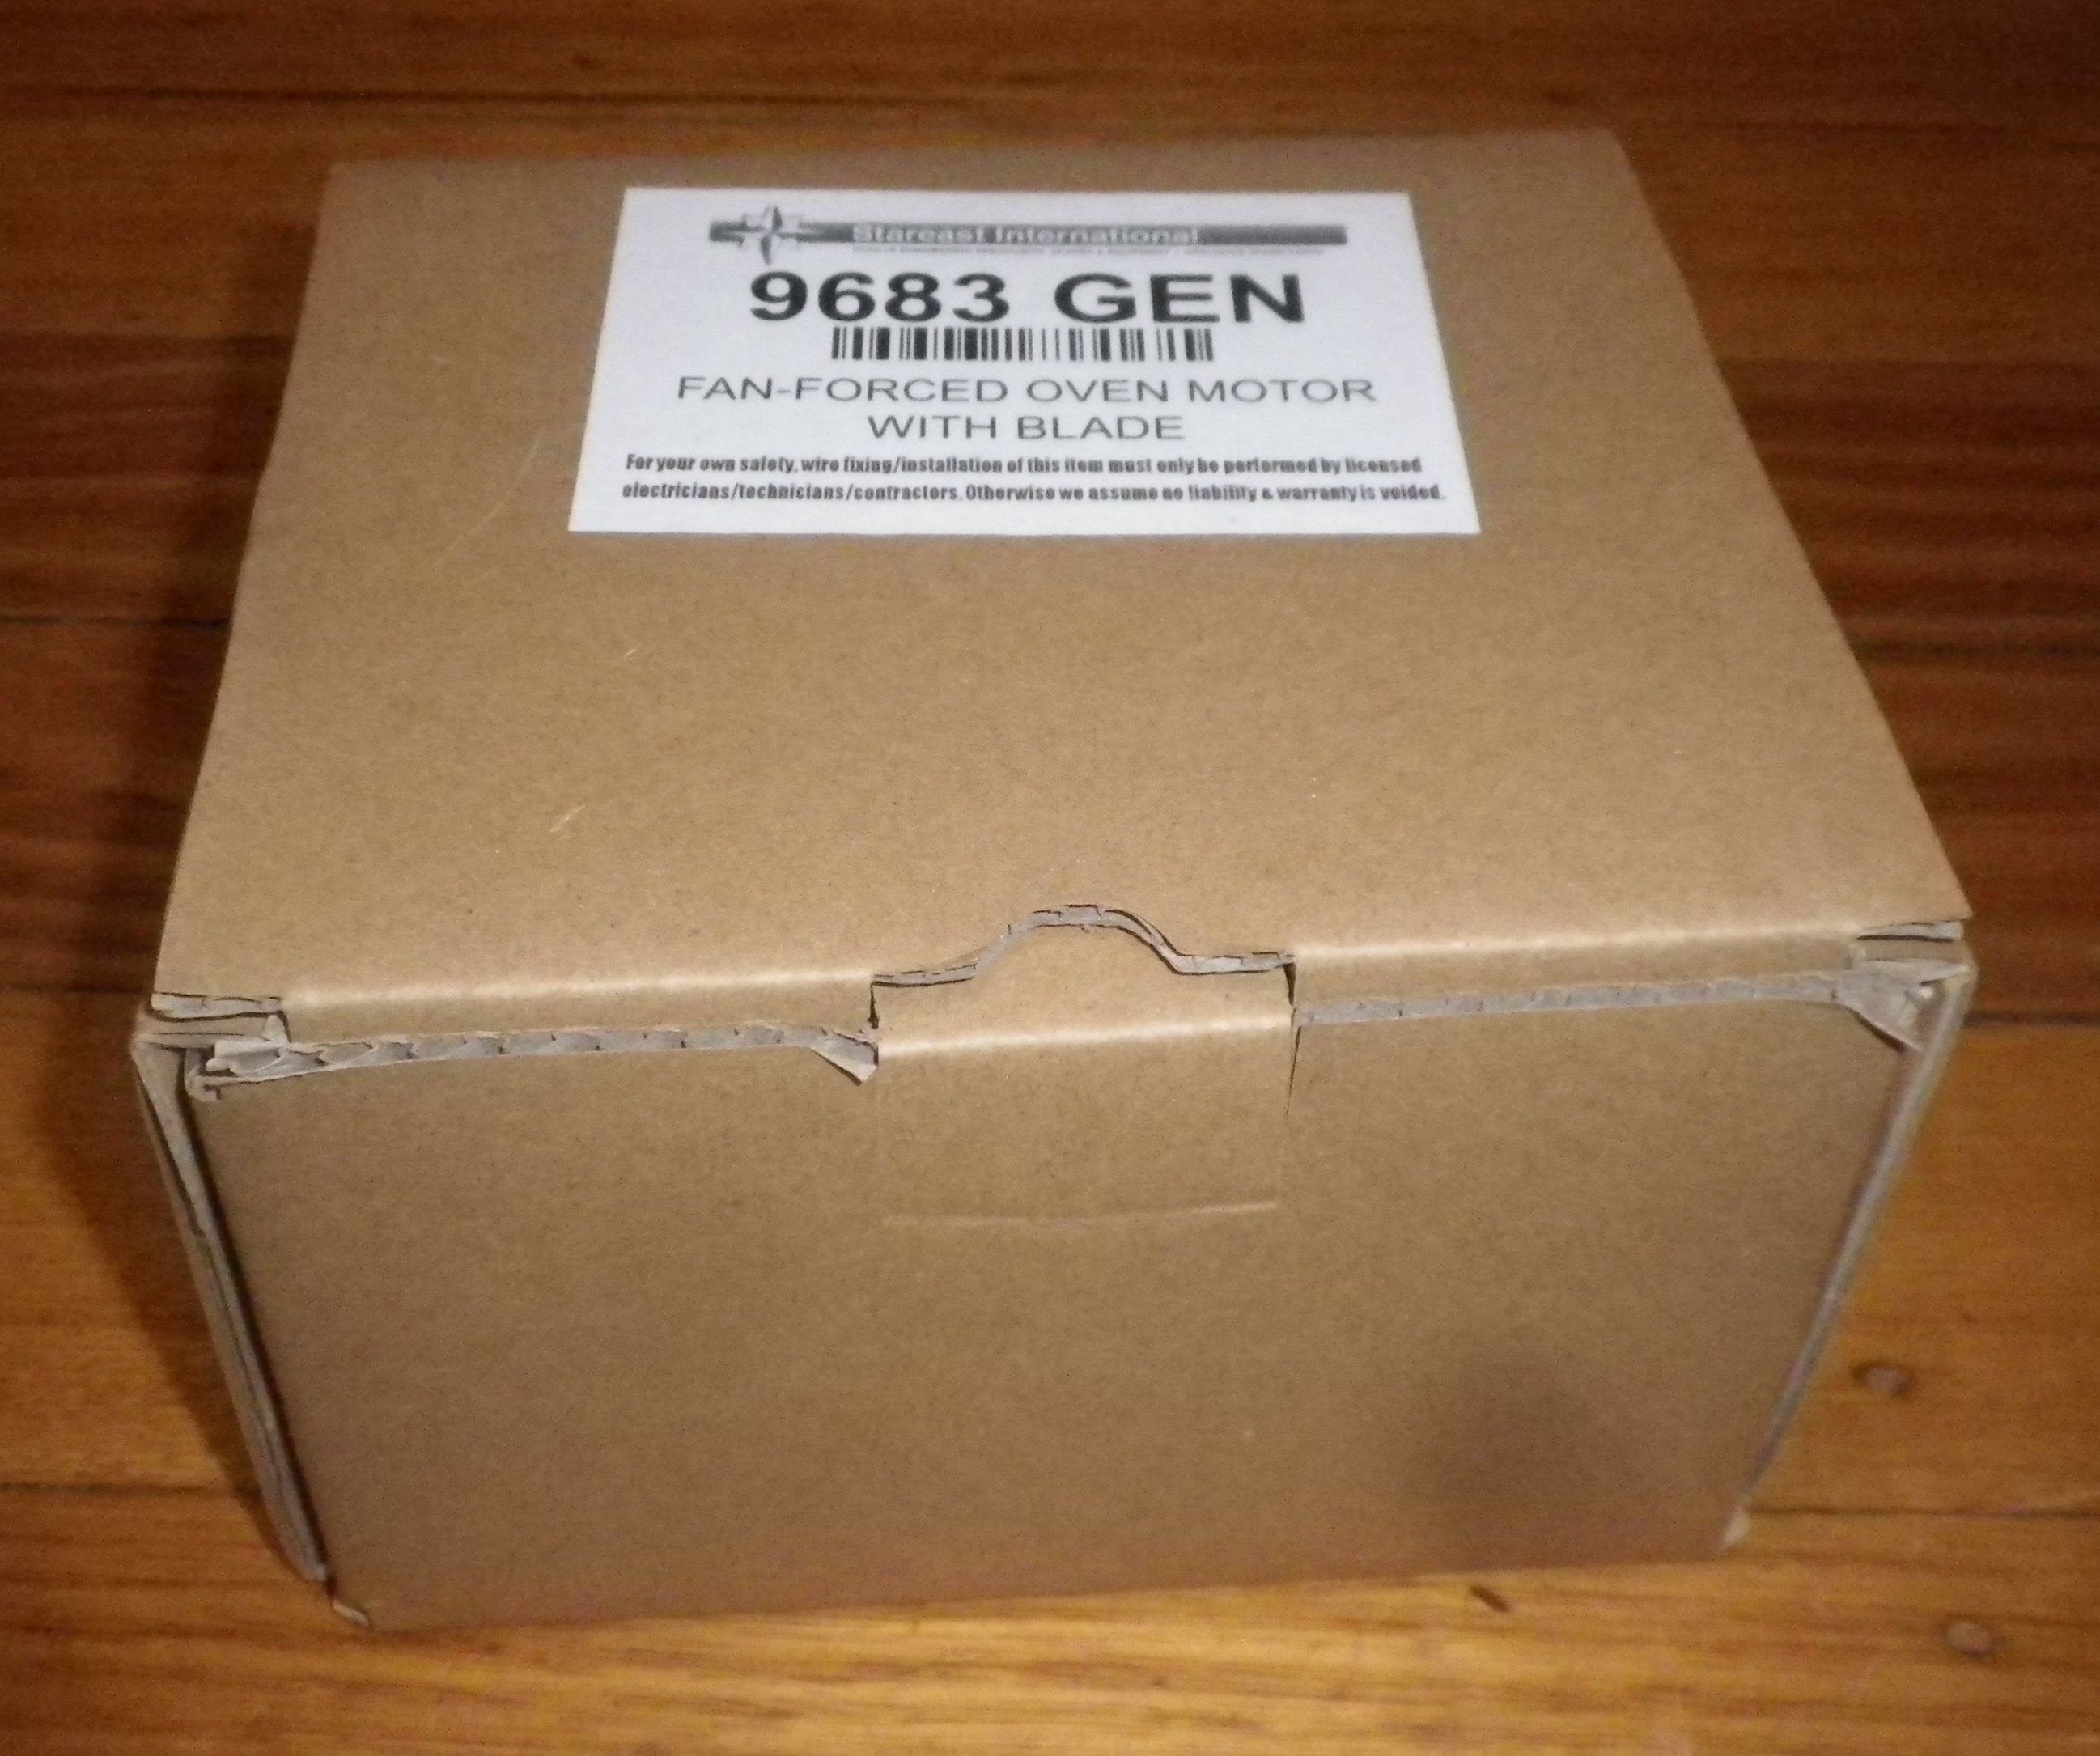 Stareast International
9683 GEN
FAN-FORCED OVEN MOTOR
WITH BLADE
For your own safety, wire fixing/installation of this item must only be performed by licensed
electricians/technicians/contractors. Otherwise we assume no liability & warranty is voided.